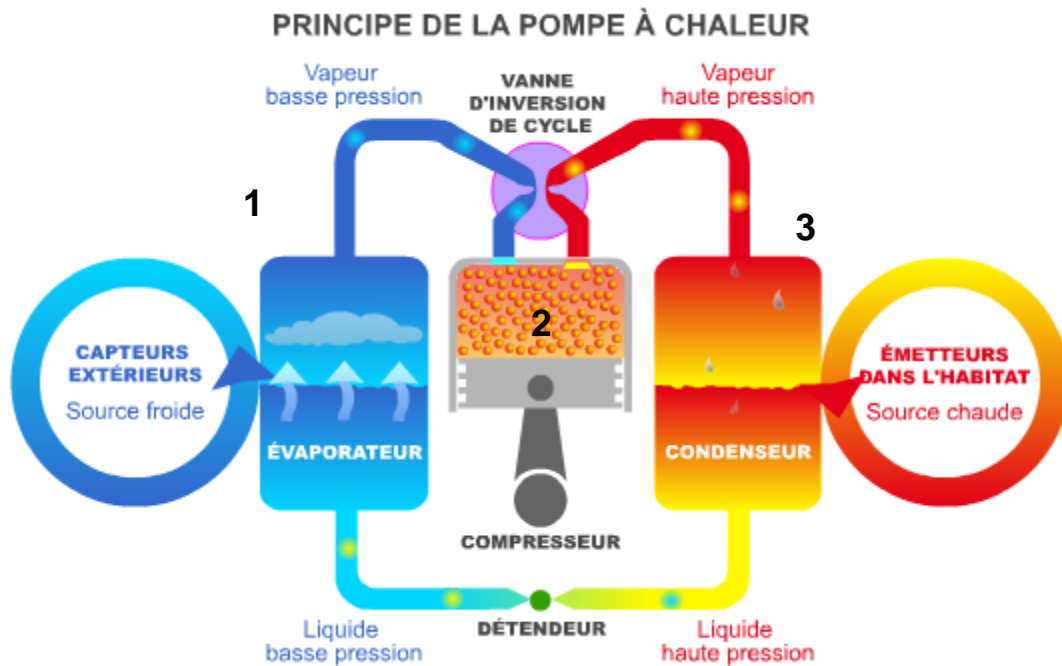 PRINCIPE DE LA POMPE À CHALEUR
Vapeur
basse pression
VANNE
D'INVERSION
DE CYCLE
Vapeur
haute pression
1
3
2
CAPTEURS
EXTÉRIEURS
Source froide
ÉMETTEURS
DANS L'HABITAT
Source chaude
ÉVAPORATEUR
CONDENSEUR
COMPRESSEUR
Liquide
basse pression
DÉTENDEUR
Liquide
haute pression